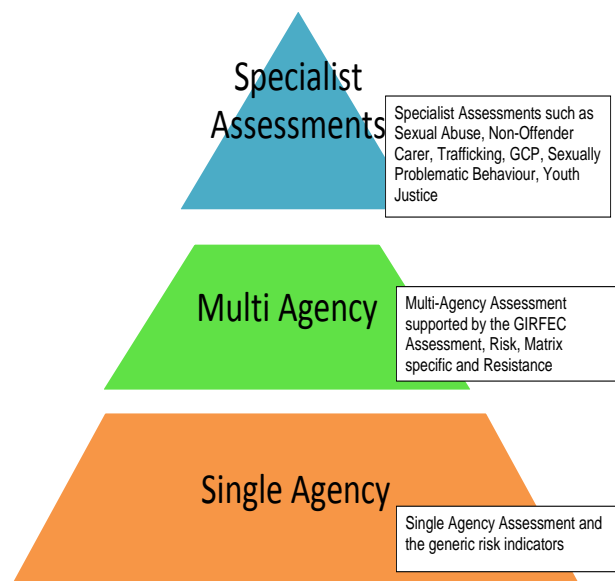 Specialist
Assessments
Specialist Assessments such as
Sexual Abuse, Non-Offender
Carer, Trafficking, GCP, Sexually
Problematic Behaviour, Youth
Justice
Multi Agency
Multi-Agency Assessment
supported by the GIRFEC
Assessment, Risk, Matrix
specific and Resistance
Single Agency
Single Agency Assessment and
the generic risk indicators